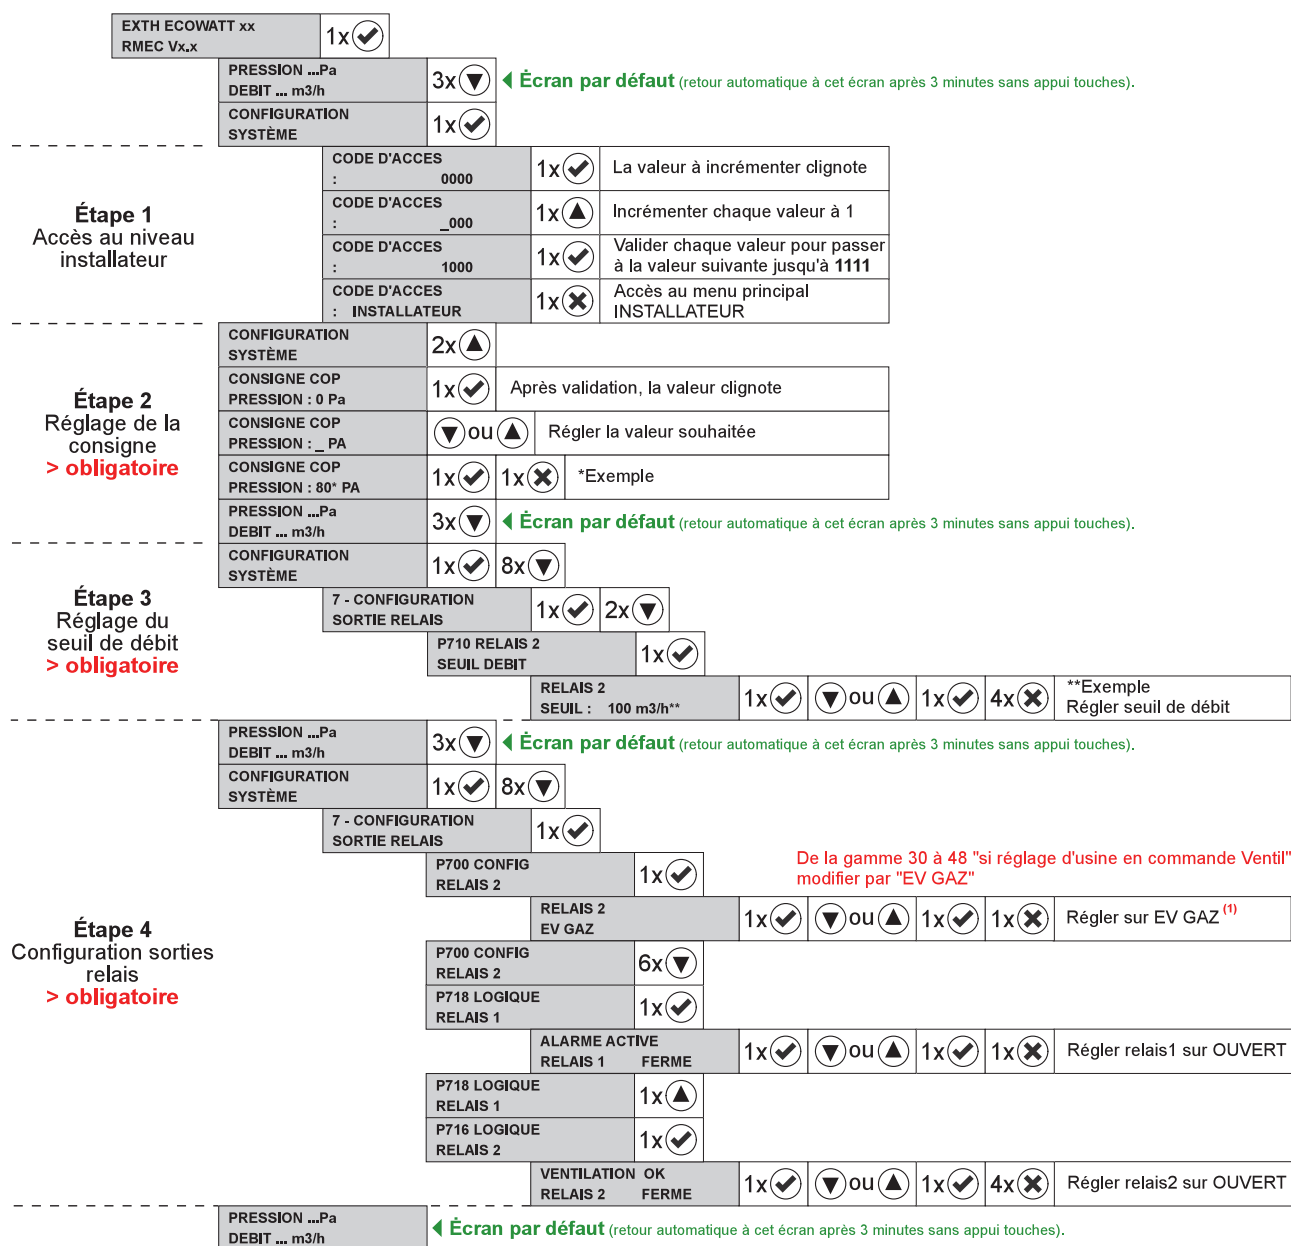 EXTH ECOWATT xx
RMEC Vx.x
1x
PRESSION ...Pa
DEBIT ... m3/h
3x
Écran par défaut (retour automatique à cet écran après 3 minutes sans appui touches).
CONFIGURATION
SYSTÈME
1x
Étape 1
Accès au niveau
installateur
CODE D'ACCES
: 0000
1x
La valeur à incrémenter clignote
CODE D'ACCES
: _000
1x
Incrémenter chaque valeur à 1
CODE D'ACCES
: 1000
1x
Valider chaque valeur pour passer
à la valeur suivante jusqu'à 1111
CODE D'ACCES
: INSTALLATEUR
1x
Accès au menu principal
INSTALLATEUR
Étape 2
Réglage de la
consigne
> obligatoire
CONFIGURATION
SYSTÈME
2x
CONSIGNE COP
PRESSION : 0 Pa
1x
Après validation, la valeur clignote
CONSIGNE COP
PRESSION : _ PA
ou
Régler la valeur souhaitée
CONSIGNE COP
PRESSION : 80* PA
1x 1x
*Exemple
PRESSION ...Pa
DEBIT ... m3/h
3x
Écran par défaut (retour automatique à cet écran après 3 minutes sans appui touches).
Étape 3
Réglage du
seuil de débit
> obligatoire
CONFIGURATION
SYSTÈME
1x 8x
7 - CONFIGURATION
SORTIE RELAIS
1x 2x
P710 RELAIS 2
SEUIL DEBIT
1x
RELAIS 2
SEUIL : 100 m3/h**
1x ou 1x 4x
**Exemple
Régler seuil de débit
PRESSION ...Pa
DEBIT ... m3/h
3x
Écran par défaut (retour automatique à cet écran après 3 minutes sans appui touches).
Étape 4
Configuration sorties
relais
> obligatoire
CONFIGURATION
SYSTÈME
1x 8x
7 - CONFIGURATION
SORTIE RELAIS
1x
P700 CONFIG
RELAIS 2
1x
De la gamme 30 à 48 "si réglage d'usine en commande Ventil"
modifier par "EV GAZ"
RELAIS 2
EV GAZ
1x ou 1x 1x
Régler sur EV GAZ (1)
P700 CONFIG
RELAIS 2
6x
P718 LOGIQUE
RELAIS 1
1x
ALARME ACTIVE
RELAIS 1 FERME
1x ou 1x 1x
Régler relais1 sur OUVERT
P718 LOGIQUE
RELAIS 1
1x
P716 LOGIQUE
RELAIS 2
1x
VENTILATION OK
RELAIS 2 FERME
1x ou 1x 4x
Régler relais2 sur OUVERT
PRESSION ...Pa
DEBIT ... m3/h
Écran par défaut (retour automatique à cet écran après 3 minutes sans appui touches).